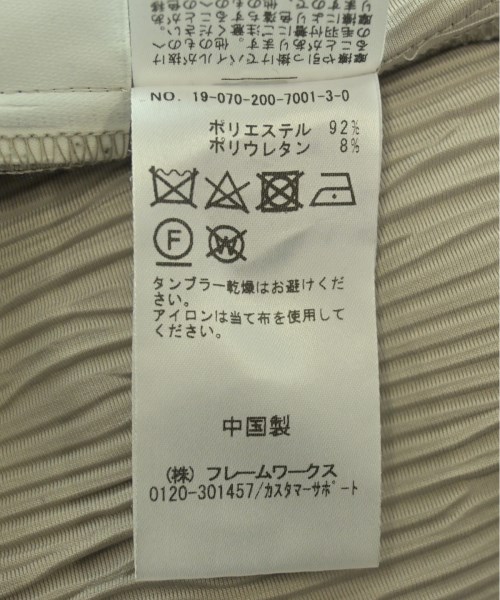 NO. 19-070-200-7001-3-0
ポリエステル 92%
ポリウレタン 8%
F
W
タンブラー乾燥はお避けくだ
さい。
アイロンは当て布を使用して
ください。
中国製
(株) フレームワークス
0120-301457/カスタマーサポート